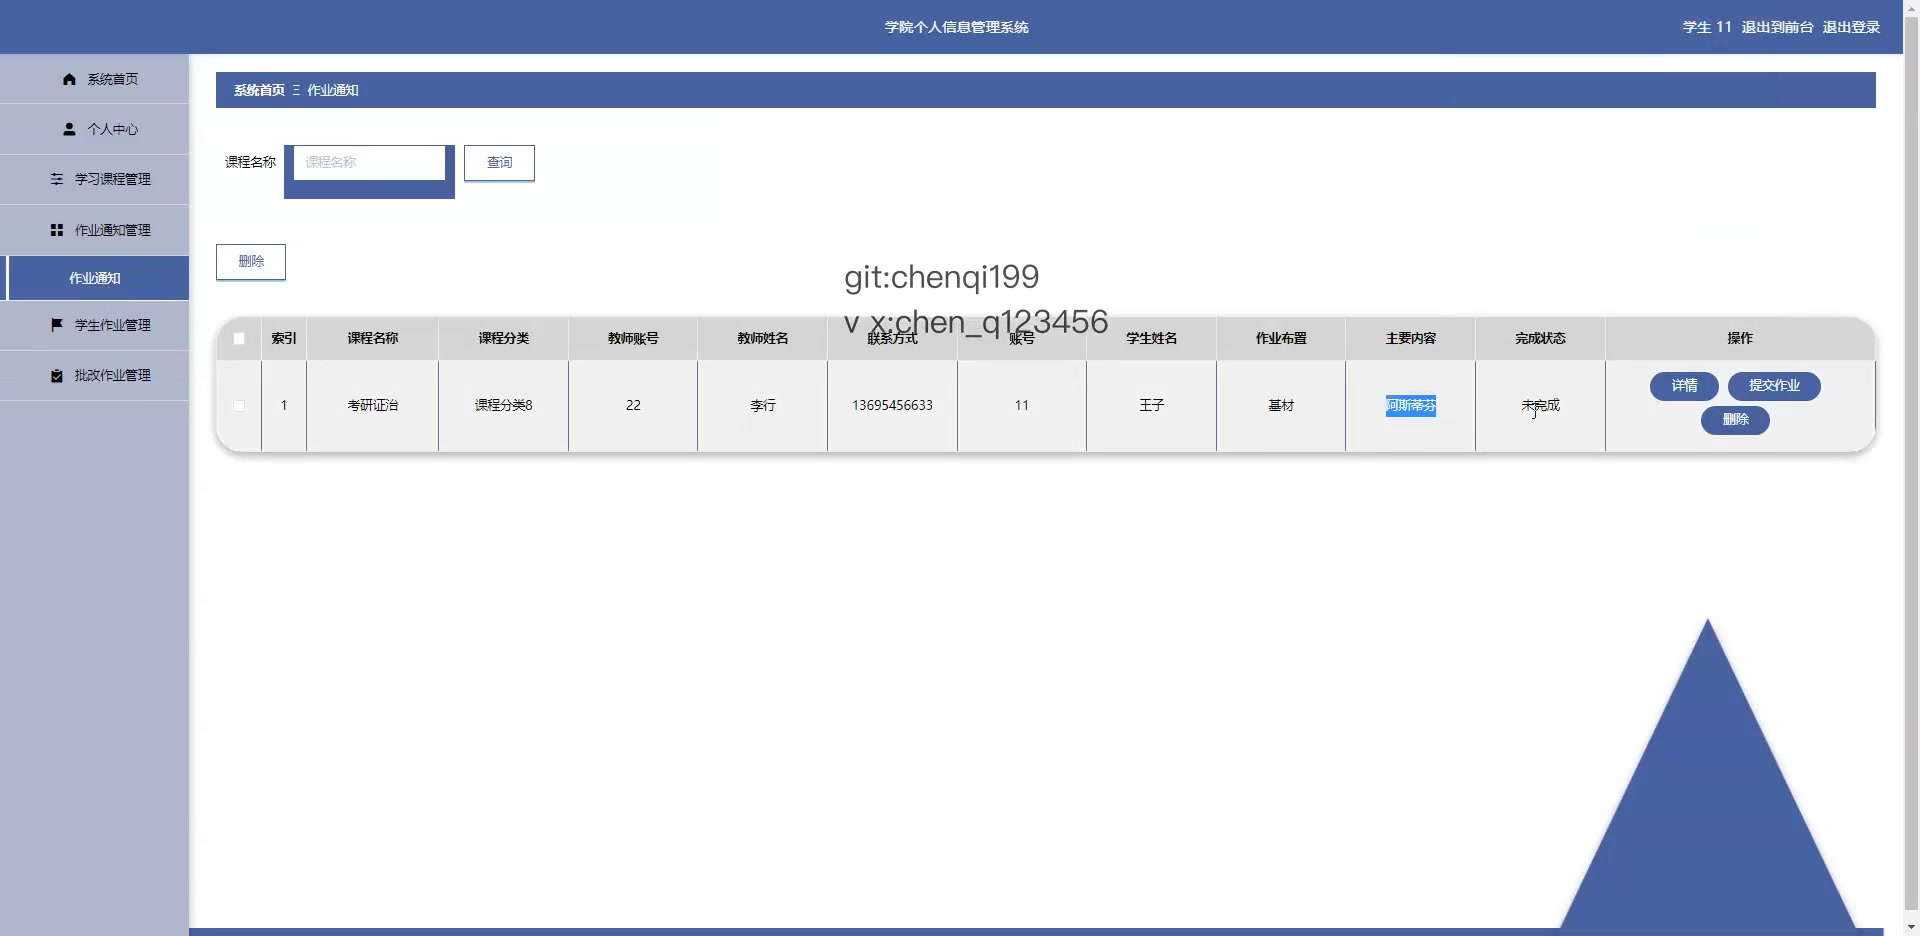 学院个人信息管理系统
学生 11 退出到前台 退出登录
系统首页
个人中心
学习课程管理
作业通知管理
作业通知
学生作业管理
批改作业管理
系统首页 Ξ 作业通知
课程名称 课程名称 查询
删除
git:chenqi199
v x:chen_q123456
索引 课程名称 课程分类 教师账号 教师姓名 联系方式 账号 学生姓名 作业布置 主要内容 完成状态 操作
1 考研证治 课程分类8 22 李行 13695456633 11 王子 基材 阿斯蒂芬 未完成 详情 提交作业
删除